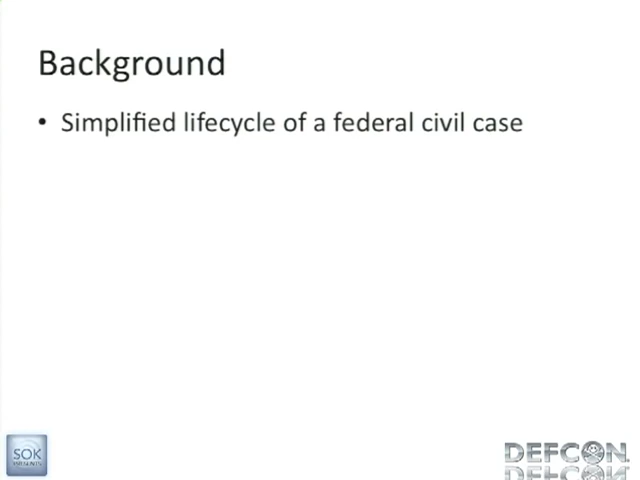 Background
• Simplified lifecycle of a federal civil case
SOK
DEFCON